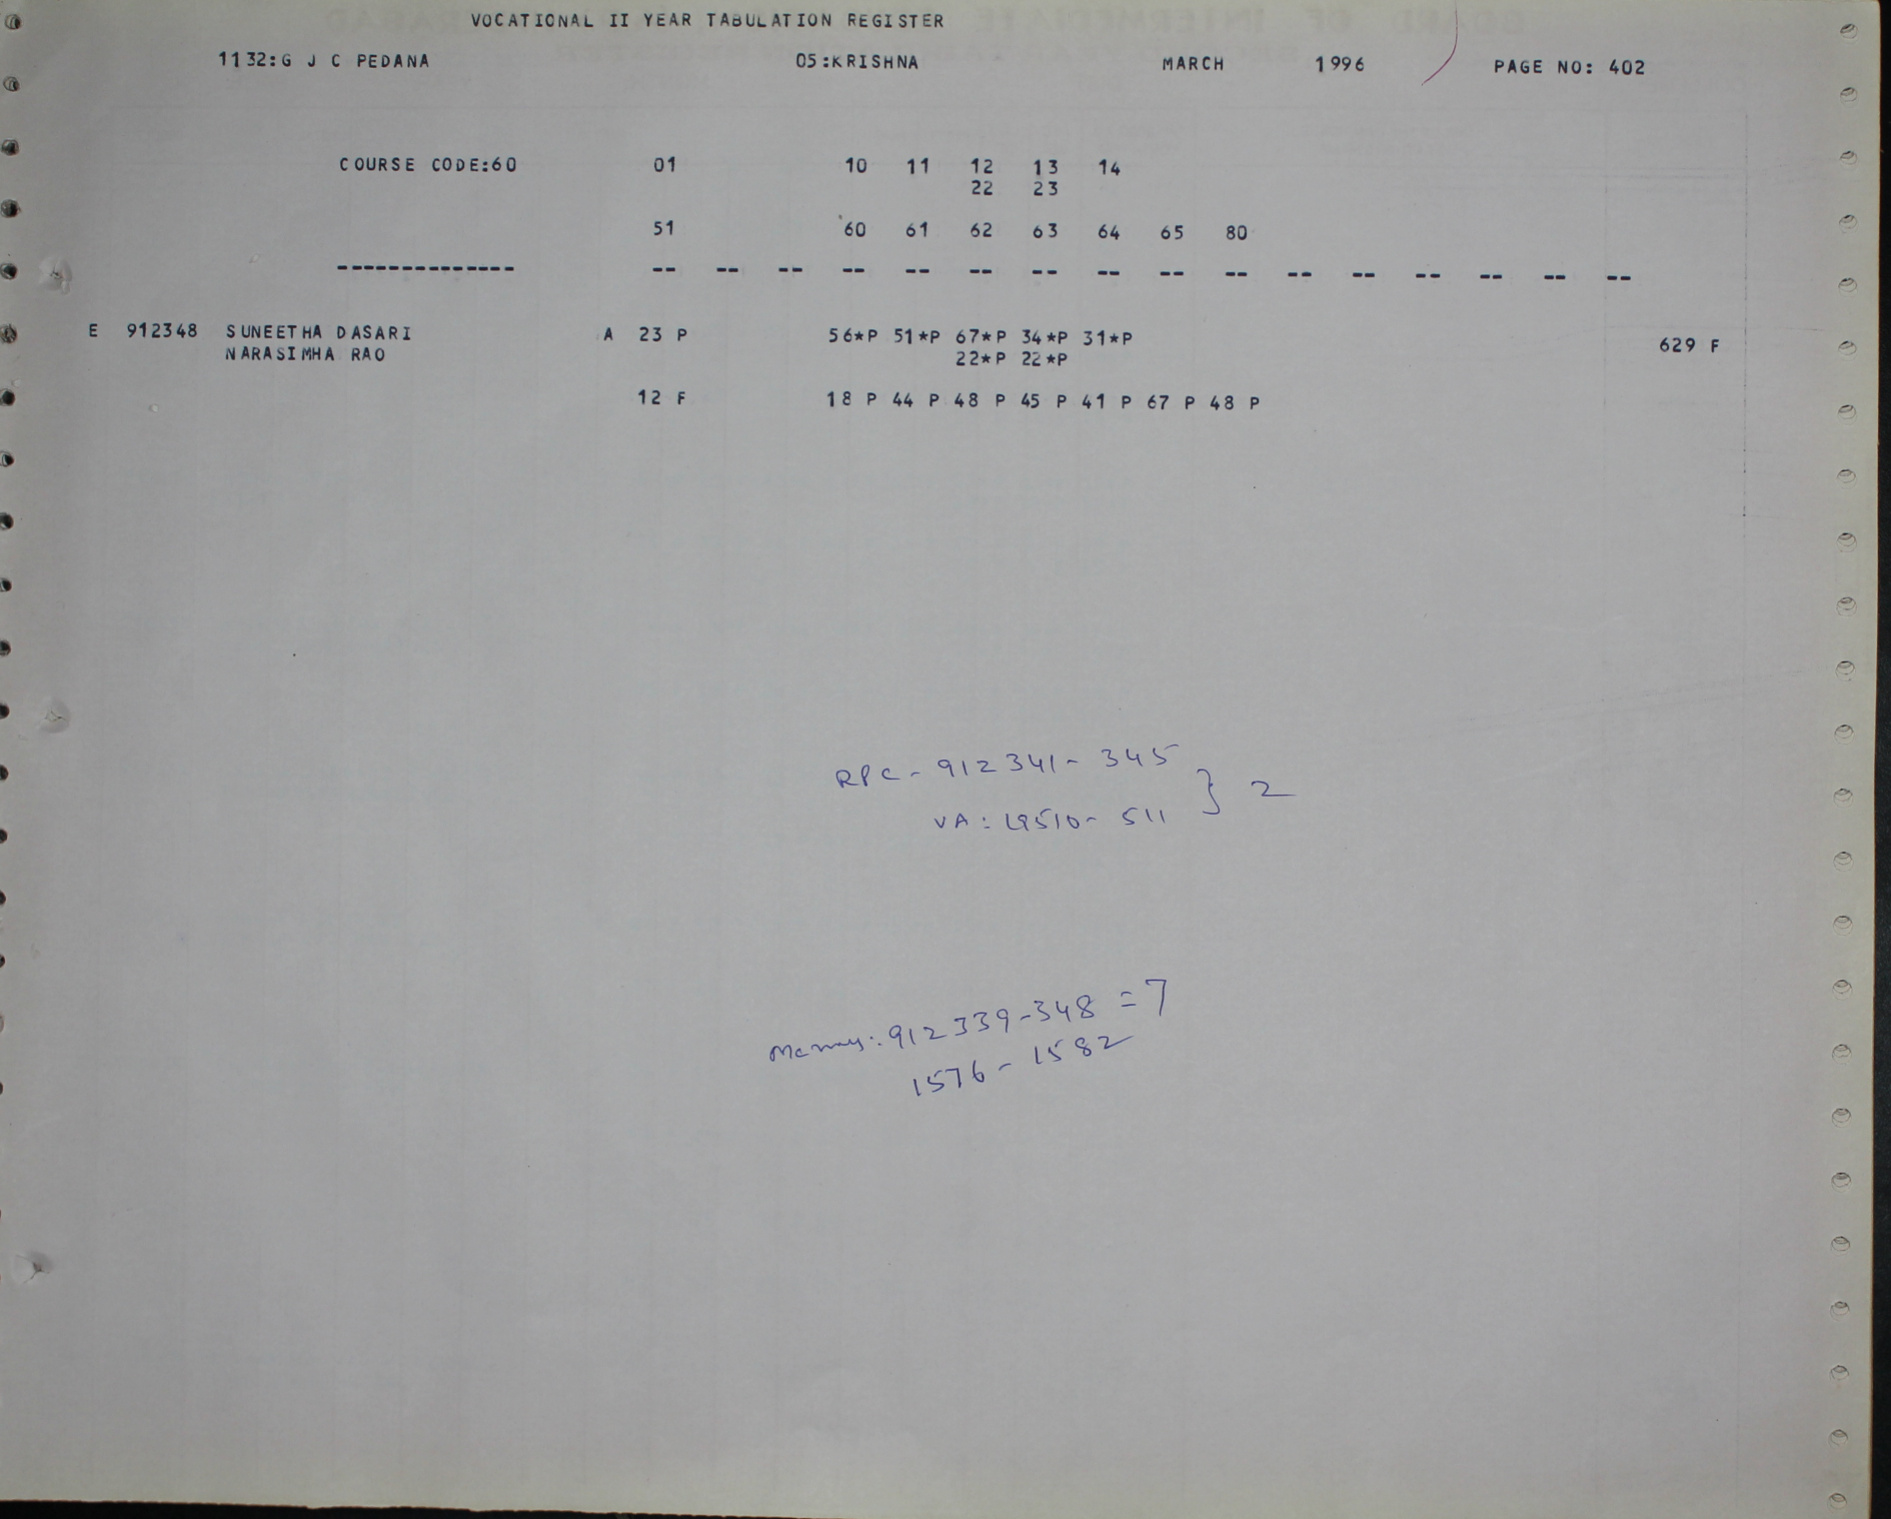 VOCATIONAL II YEAR TABULATION REGISTER
1132:G J C PEDANA 05:KRISHNA MARCH 1996 PAGE NO: 402
COURSE CODE:60 01 10 11 12 13 14
22 23
51 60 61 62 63 64 65 80
-------------- -- -- -- -- -- -- -- -- -- -- -- -- -- -- -- --
E 912348 SUNEETHA DASARI A 23 P 56*P 51*P 67*P 34*P 31*P
NARASIMHA RAO 22*P 22*P 629 F
12 F 18 P 44 P 48 P 45 P 41 P 67 P 48 P
RPC - 912341 - 345
} 2
VA: 19510 - 511
912339-348 = 7
1576 - 1582